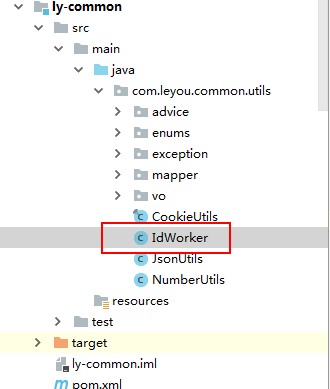 ly-common
src
main
java
com.leyou.common.utils
advice
enums
exception
mapper
vo
CookieUtils
IdWorker
JsonUtils
NumberUtils
resources
test
target
ly-common.iml
pom.xml